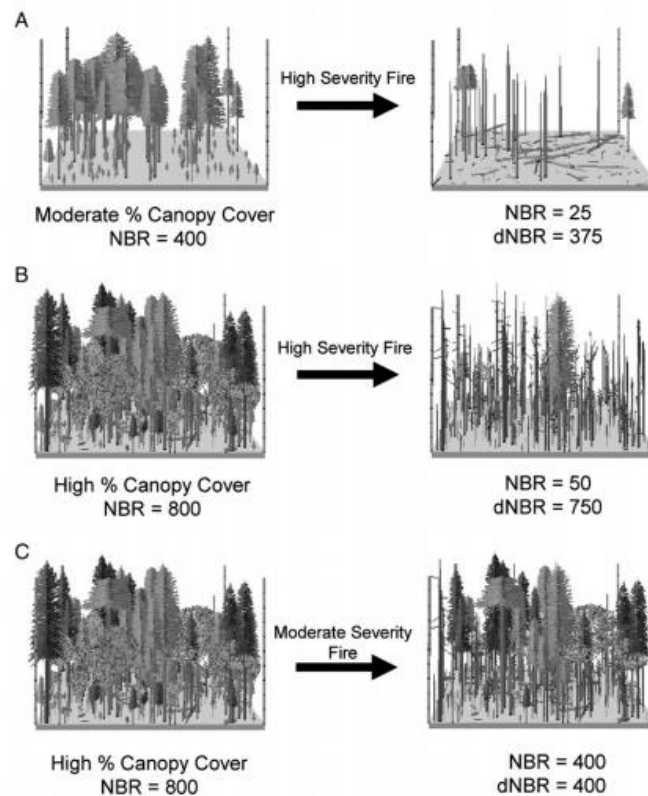 A
High Severity Fire
Moderate % Canopy Cover
NBR = 400
NBR = 25
dNBR = 375
B
High Severity Fire
High % Canopy Cover
NBR = 800
NBR = 50
dNBR = 750
C
Moderate Severity
Fire
High % Canopy Cover
NBR = 800
NBR = 400
dNBR = 400